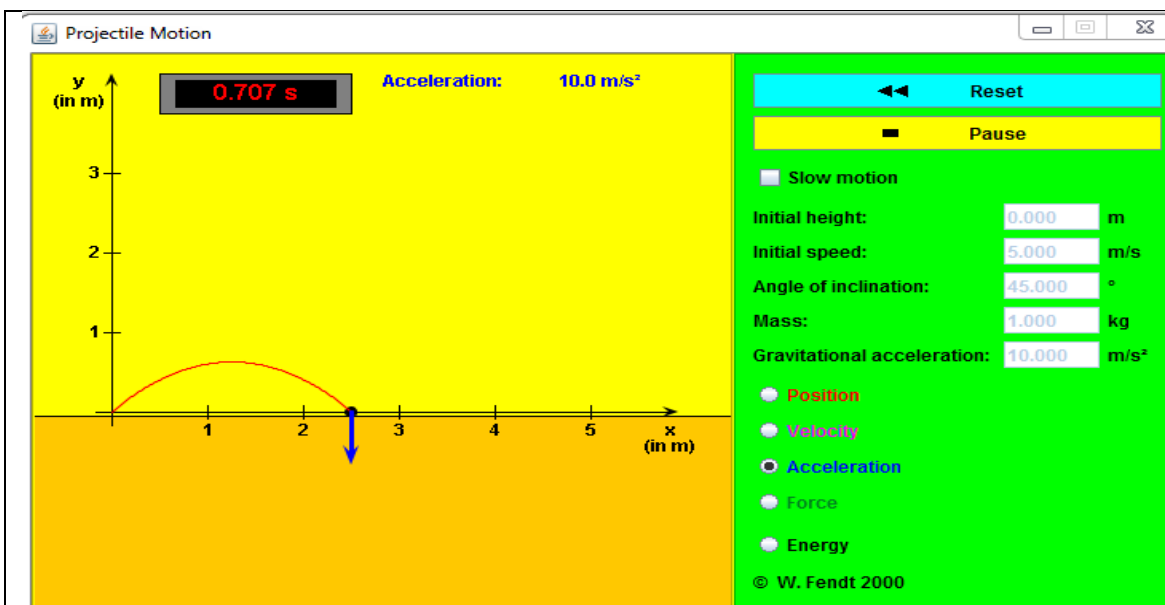 Projectile Motion
y
(in m)
0.707 s
Acceleration: 10.0 m/s²
3
2
1
1 2 3 4 5 x
(in m)
Reset
Pause
Slow motion
Initial height: 0.000 m
Initial speed: 5.000 m/s
Angle of inclination: 45.000 °
Mass: 1.000 kg
Gravitational acceleration: 10.000 m/s²
Position
Velocity
Acceleration
Force
Energy
© W. Fendt 2000